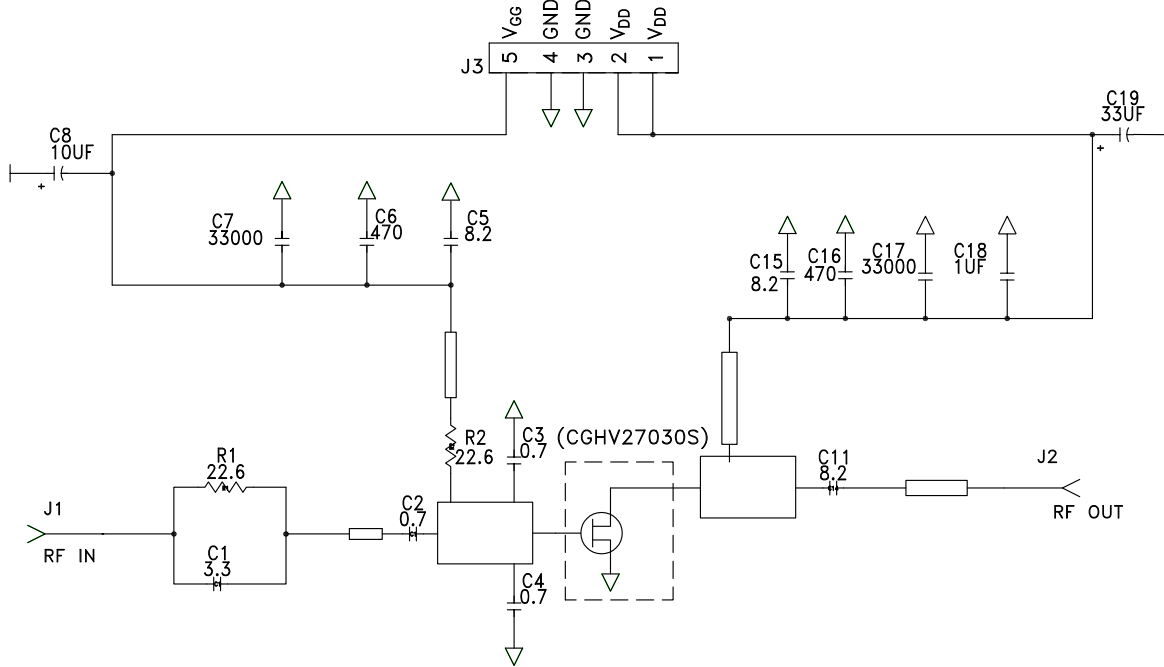 VGG
GND
GND
VDD
VDD
J3
5
4
3
2
1
C19
33UF
+
C8
10UF
+
C7
33000
C6
470
C5
8.2
C15
8.2
C16
470
C17
33000
C18
1UF
R2
22.6
C3
0.7
(CGHV27030S)
R1
22.6
C11
8.2
J2
RF OUT
J1
RF IN
C2
0.7
C1
3.3
C4
0.7